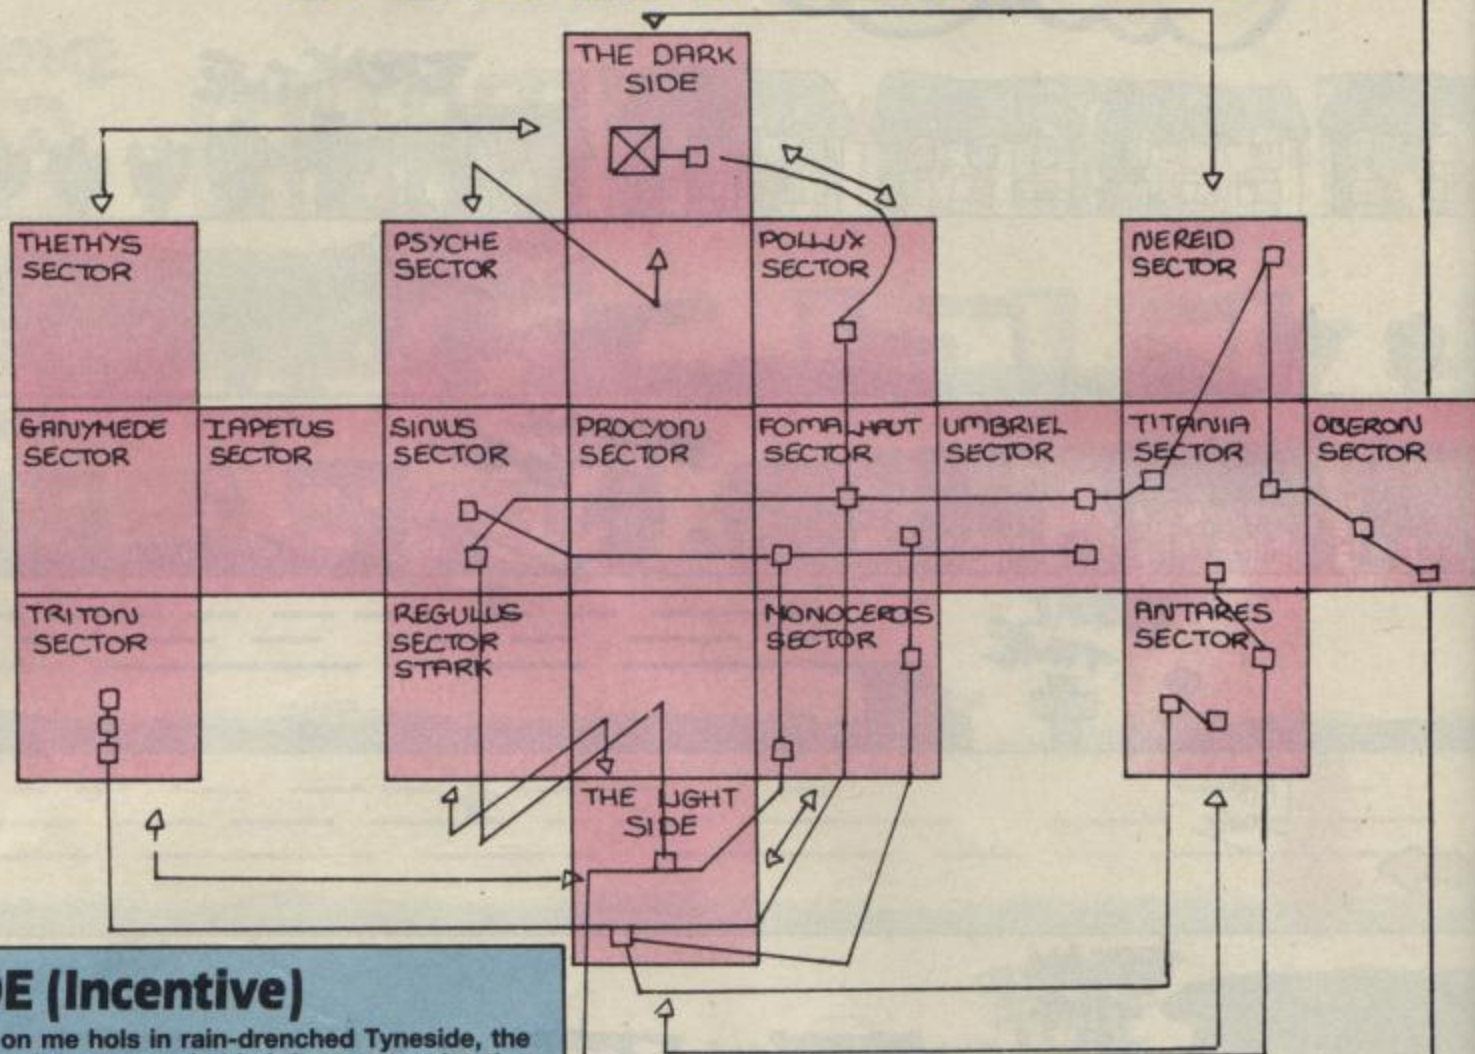 THE DARK
SIDE
THETHYS
SECTOR
PSYCHE
SECTOR
POLLUX
SECTOR
NEREID
SECTOR
GANYMEDE
SECTOR
IAPETUS
SECTOR
SINUS
SECTOR
PROCYON
SECTOR
FOMALHAUT
SECTOR
UMBRIEL
SECTOR
TITANIA
SECTOR
OBERON
SECTOR
TRITON
SECTOR
REGULUS
SECTOR
STARK
MONOCEROS
SECTOR
ANTARES
SECTOR
THE LIGHT
SIDE
DE (Incentive)
on me hols in rain-drenched Tyneside, the